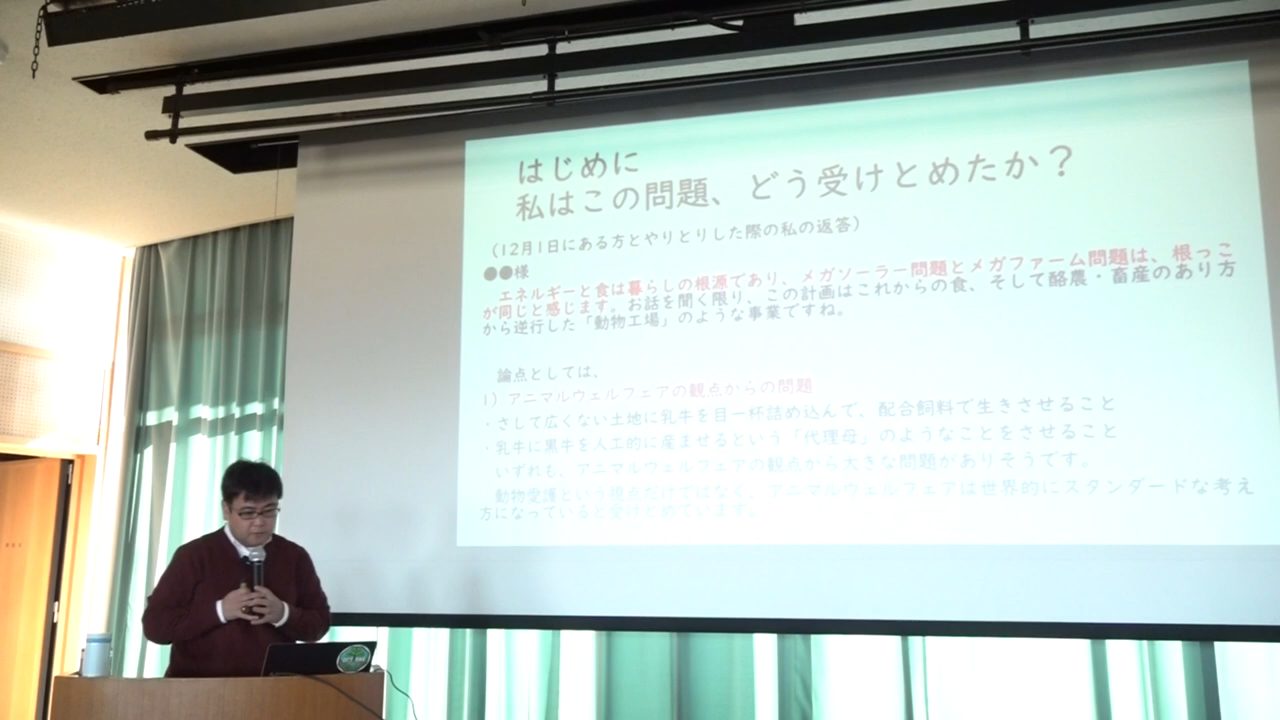 はじめに
私はこの問題、どう受けとめたか？
（12月1日にある方とやりとりした際の私の返答）
●●様
エネルギーと食は暮らしの根源であり、メガソーラー問題とメガファーム問題は、根っこ
が同じと感じます。お話を聞く限り、この計画はこれからの食、そして酪農・畜産のあり方
から逆行した「動物工場」のような事業ですね。
論点としては、
1）アニマルウェルフェアの観点からの問題
・さして広くない土地に乳牛を目一杯詰め込んで、配合飼料で生きさせること
・乳牛に黒牛を人工的に産ませるという「代理母」のようなことをさせること
いずれも、アニマルウェルフェアの観点から大きな問題がありそうです。
動物愛護という視点だけではなく、アニマルウェルフェアは世界的にスタンダードな考え
方になっていると受けとめています。